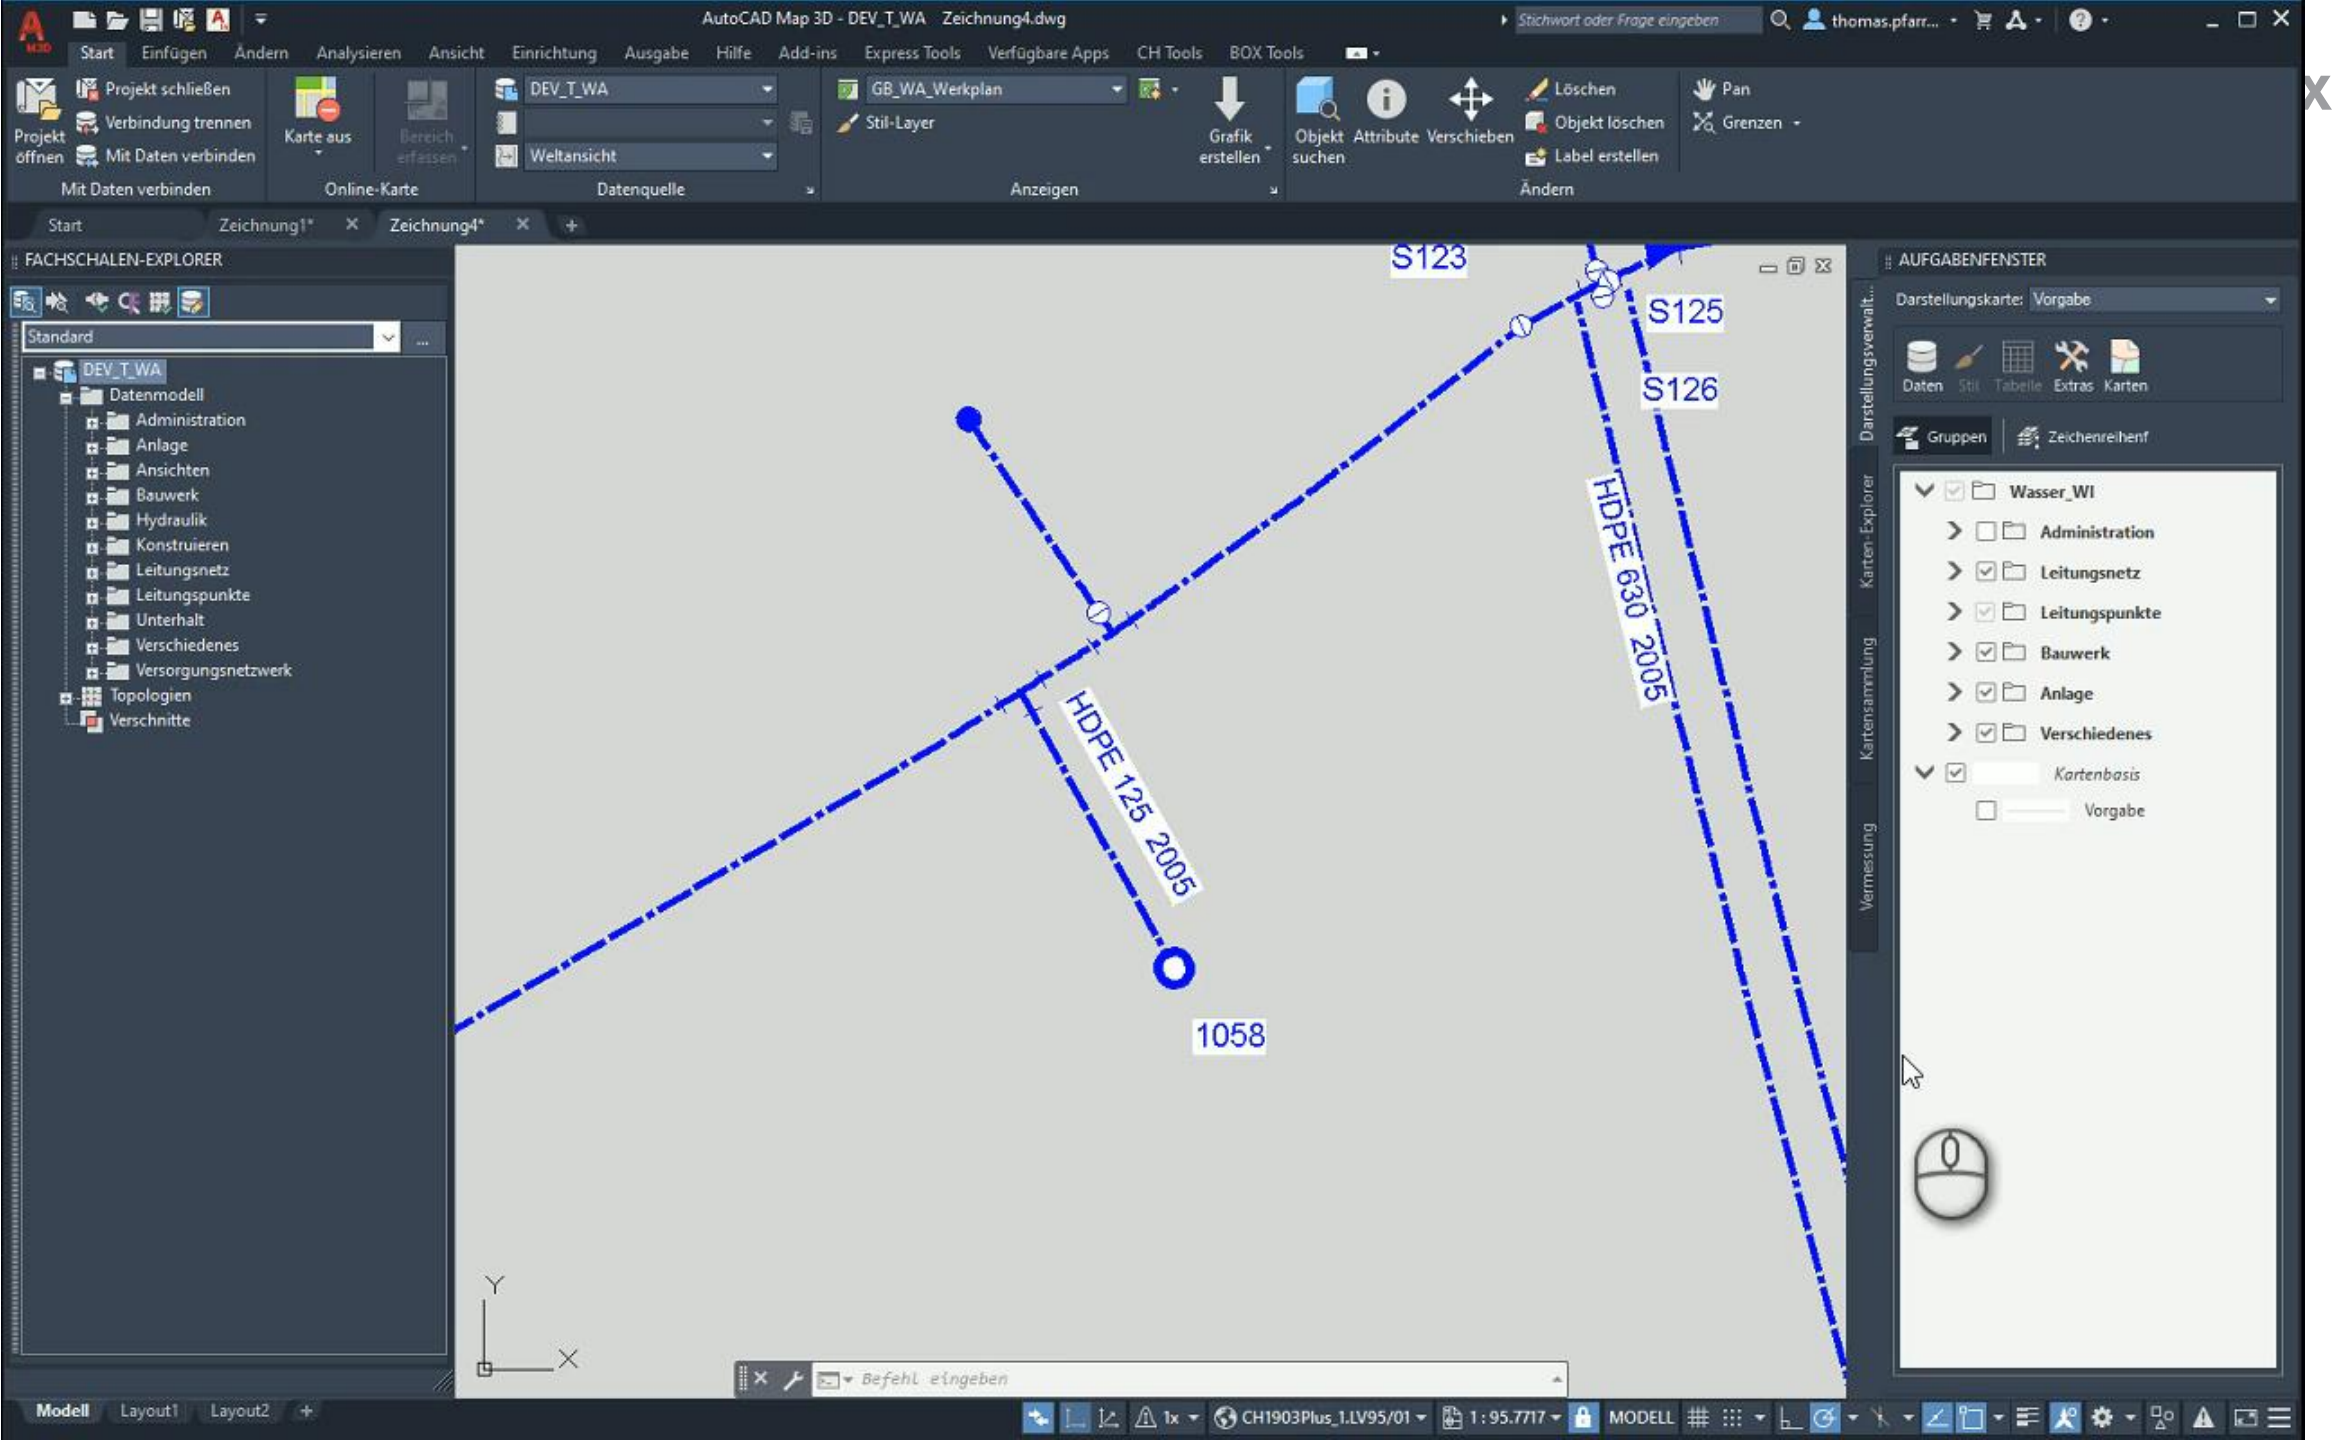 AutoCAD Map 3D - DEV_T_WA Zeichnung4.dwg
Stichwort oder Frage eingeben
thomas.pfarr...
M3D
Start Einfügen Ändern Analysieren Ansicht Einrichtung Ausgabe Hilfe Add-ins Express Tools Verfügbare Apps CH Tools BOX Tools
Projekt öffnen
Projekt schließen
Verbindung trennen
Mit Daten verbinden
Mit Daten verbinden
Karte aus
Bereich erfassen
Online-Karte
DEV_T_WA
Weltansicht
Datenquelle
GB_WA_Werkplan
Stil-Layer
Grafik erstellen
Anzeigen
Objekt suchen
Attribute
Verschieben
Löschen
Objekt löschen
Label erstellen
Ändern
Pan
Grenzen
x
Start Zeichnung1* Zeichnung4*
FACHSCHALEN-EXPLORER
Standard
...
DEV_T_WA
Datenmodell
Administration
Anlage
Ansichten
Bauwerk
Hydraulik
Konstruieren
Leitungsnetz
Leitungspunkte
Unterhalt
Verschiedenes
Versorgungsnetzwerk
Topologien
Verschnitte
S123
S125
S126
HDPE 630 2005
HDPE 125 2005
1058
Y
X
Befehl eingeben
AUFGABENFENSTER
Darstellungskarte: Vorgabe
Daten Stil Tabelle Extras Karten
Gruppen
Zeichenreihenf
Wasser_WI
Administration
Leitungsnetz
Leitungspunkte
Bauwerk
Anlage
Verschiedenes
Kartenbasis
Vorgabe
Darstellungsverwalt...
Karten-Explorer
Kartensammlung
Vermessung
Modell Layout1 Layout2 +
1x
CH1903Plus_1.LV95/01
1 : 95.7717
MODELL